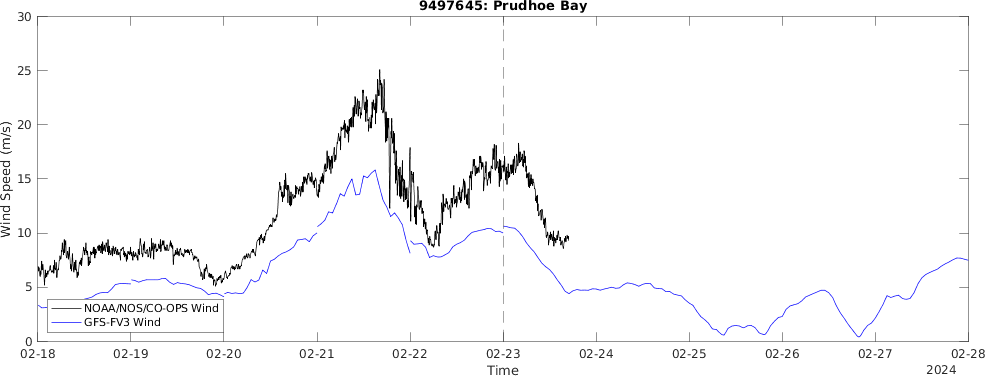 9497645: Prudhoe Bay
30
25
20
15
10
5
0
Wind Speed (m/s)
NOAA/NOS/CO-OPS Wind
GFS-FV3 Wind
02-18 02-19 02-20 02-21 02-22 02-23 02-24 02-25 02-26 02-27 02-28
Time
2024